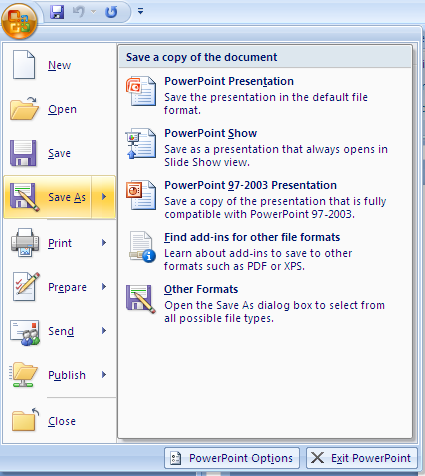 New
Open
Save
Save As
Print
Prepare
Send
Publish
Close
Save a copy of the document
PowerPoint Presentation
Save the presentation in the default file
format.
PowerPoint Show
Save as a presentation that always opens in
Slide Show view.
PowerPoint 97-2003 Presentation
Save a copy of the presentation that is fully
compatible with PowerPoint 97-2003.
Find add-ins for other file formats
Learn about add-ins to save to other
formats such as PDF or XPS.
Other Formats
Open the Save As dialog box to select from
all possible file types.
PowerPoint Options
Exit PowerPoint